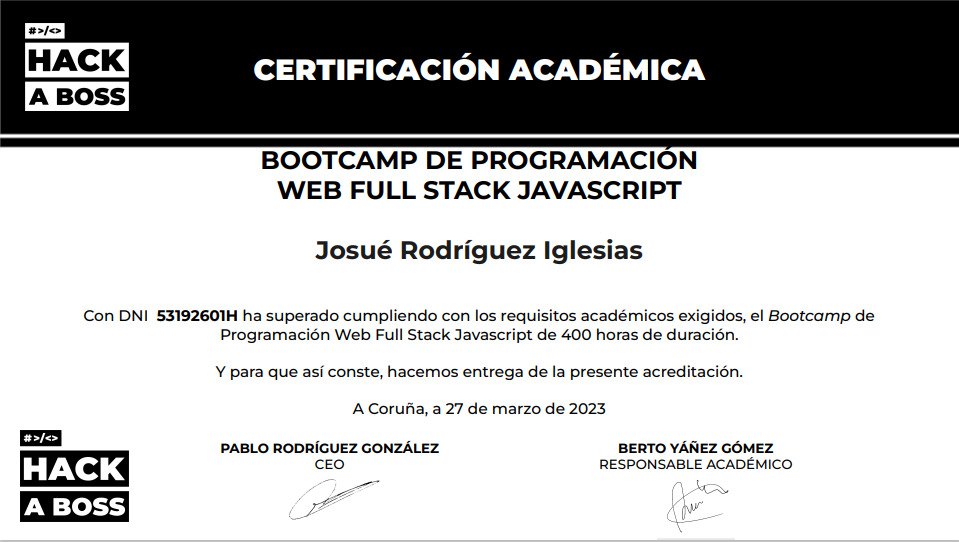 #>/<>
HACK
A BOSS
CERTIFICACIÓN ACADÉMICA
BOOTCAMP DE PROGRAMACIÓN
WEB FULL STACK JAVASCRIPT
Josué Rodríguez Iglesias
Con DNI 53192601H ha superado cumpliendo con los requisitos académicos exigidos, el Bootcamp de
Programación Web Full Stack Javascript de 400 horas de duración.
Y para que así conste, hacemos entrega de la presente acreditación.
A Coruña, a 27 de marzo de 2023
#>/<>
HACK
A BOSS
PABLO RODRÍGUEZ GONZÁLEZ
CEO
BERTO YÁÑEZ GÓMEZ
RESPONSABLE ACADÉMICO